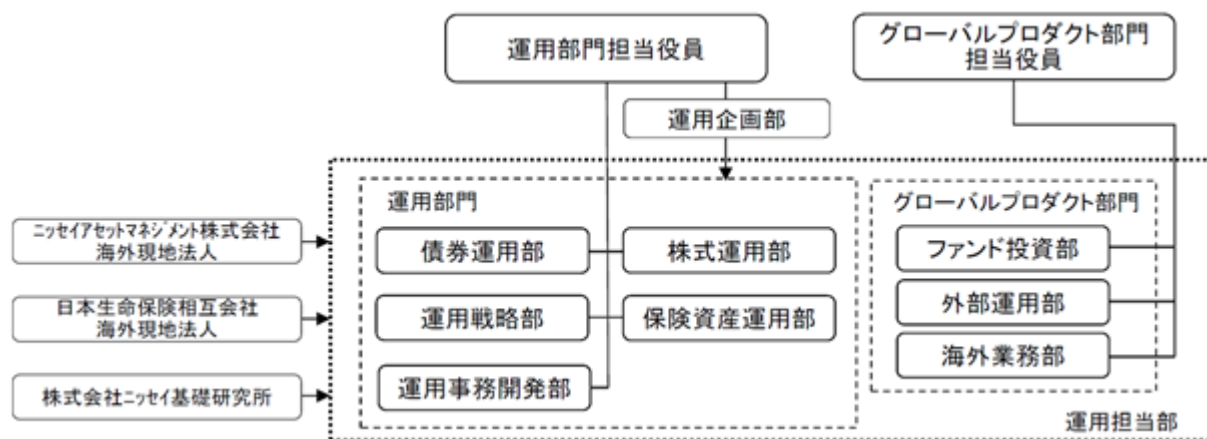 運用部門担当役員
グローバルプロダクト部門
担当役員
運用企画部
運用部門
グローバルプロダクト部門
ニッセイアセットマネジメント株式会社
海外現地法人
債券運用部
株式運用部
ファンド投資部
日本生命保険相互会社
海外現地法人
運用戦略部
保険資産運用部
外部運用部
海外業務部
株式会社ニッセイ基礎研究所
運用事務開発部
運用担当部